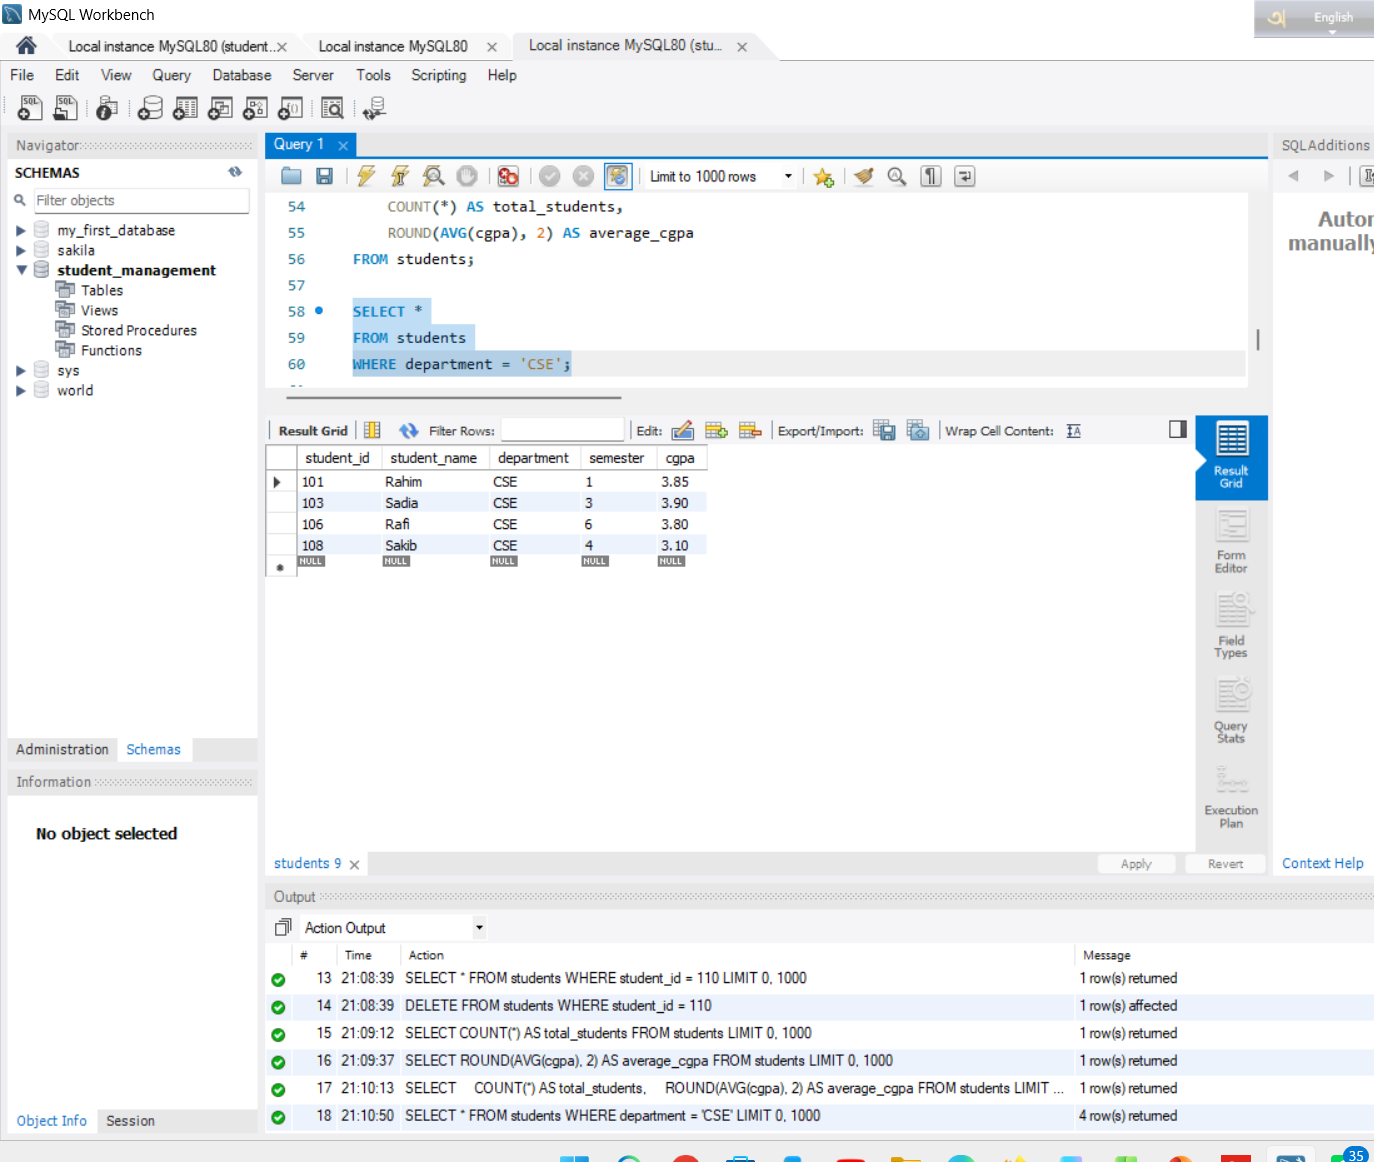 MySQL Workbench
English
Local instance MySQL80 (student...
Local instance MySQL80
Local instance MySQL80 (stu...
File Edit View Query Database Server Tools Scripting Help
Navigator
SCHEMAS
Filter objects
my_first_database
sakila
student_management
Tables
Views
Stored Procedures
Functions
sys
world
Administration Schemas
Information
No object selected
Object Info Session
Query 1
Limit to 1000 rows
54 COUNT(*) AS total_students,
55 ROUND(AVG(cgpa), 2) AS average_cgpa
56 FROM students;
57
58 SELECT *
59 FROM students
60 WHERE department = 'CSE';
Result Grid Filter Rows: Edit: Export/Import: Wrap Cell Content:
student_id student_name department semester cgpa
101 Rahim CSE 1 3.85
103 Sadia CSE 3 3.90
106 Rafi CSE 6 3.80
108 Sakib CSE 4 3.10
NULL NULL NULL NULL NULL
Result Grid
Form Editor
Field Types
Query Stats
Execution Plan
students 9
Apply Revert
SQLAdditions
Context Help
Output
Action Output
# Time Action Message
13 21:08:39 SELECT * FROM students WHERE student_id = 110 LIMIT 0, 1000 1 row(s) returned
14 21:08:39 DELETE FROM students WHERE student_id = 110 1 row(s) affected
15 21:09:12 SELECT COUNT(*) AS total_students FROM students LIMIT 0, 1000 1 row(s) returned
16 21:09:37 SELECT ROUND(AVG(cgpa), 2) AS average_cgpa FROM students LIMIT 0, 1000 1 row(s) returned
17 21:10:13 SELECT COUNT(*) AS total_students, ROUND(AVG(cgpa), 2) AS average_cgpa FROM students LIMIT ... 1 row(s) returned
18 21:10:50 SELECT * FROM students WHERE department = 'CSE' LIMIT 0, 1000 4 row(s) returned
35